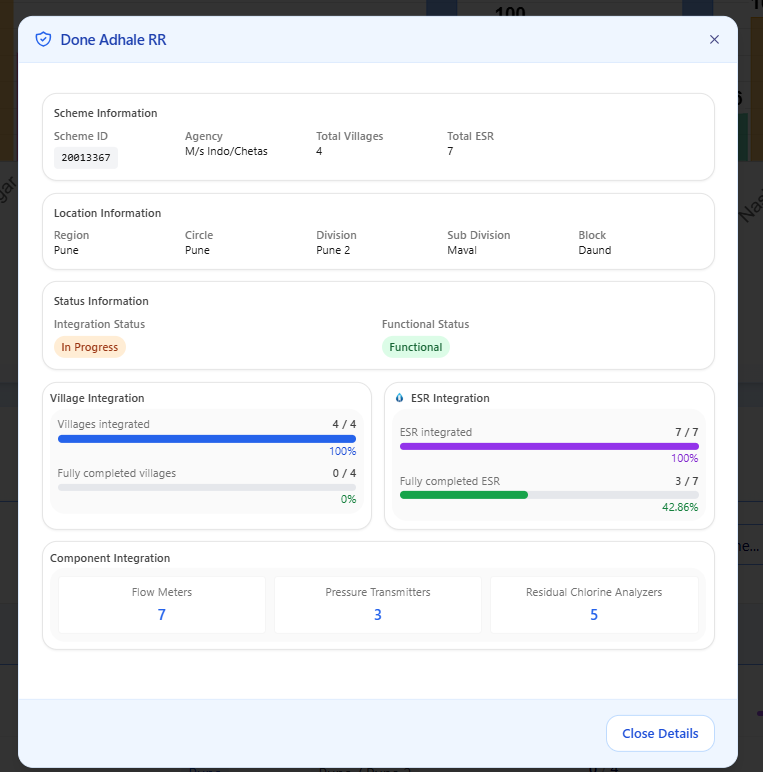 100
Done Adhale RR
Scheme Information
Scheme ID Agency Total Villages Total ESR
20013367 M/s Indo/Chetas 4 7
Location Information
Region Circle Division Sub Division Block
Pune Pune Pune 2 Maval Daund
Status Information
Integration Status Functional Status
In Progress Functional
Village Integration
Villages integrated 4 / 4
100%
Fully completed villages 0 / 4
0%
ESR Integration
ESR integrated 7 / 7
100%
Fully completed ESR 3 / 7
42.86%
Component Integration
Flow Meters Pressure Transmitters Residual Chlorine Analyzers
7 3 5
Close Details